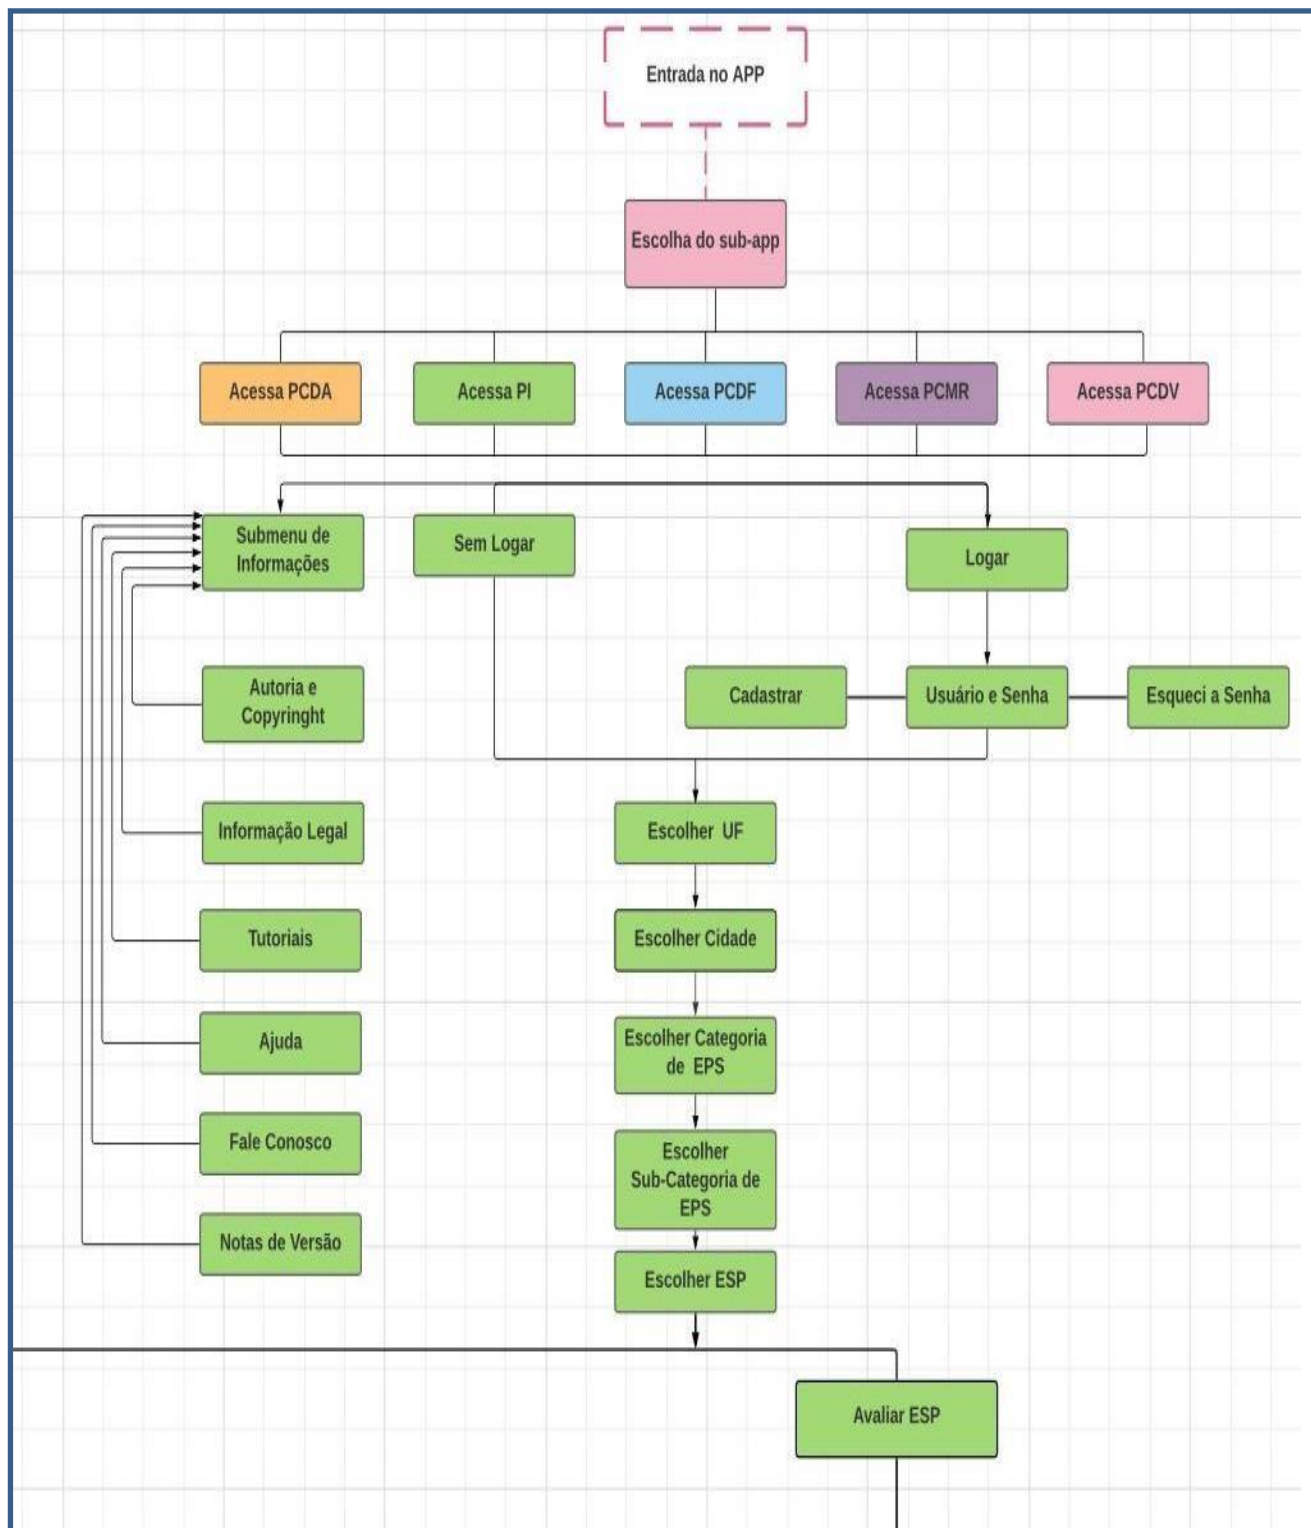 Entrada no APP
Escolha do sub-app
Acessa PCDA
Acessa PI
Acessa PCDF
Acessa PCMR
Acessa PCDV
Submenu de
Informações
Sem Logar
Logar
Autoria e
Copyringht
Cadastrar
Usuário e Senha
Esqueci a Senha
Informação Legal
Escolher UF
Tutoriais
Escolher Cidade
Ajuda
Escolher Categoria
de EPS
Fale Conosco
Escolher
Sub-Categoria de
EPS
Notas de Versão
Escolher ESP
Avaliar ESP